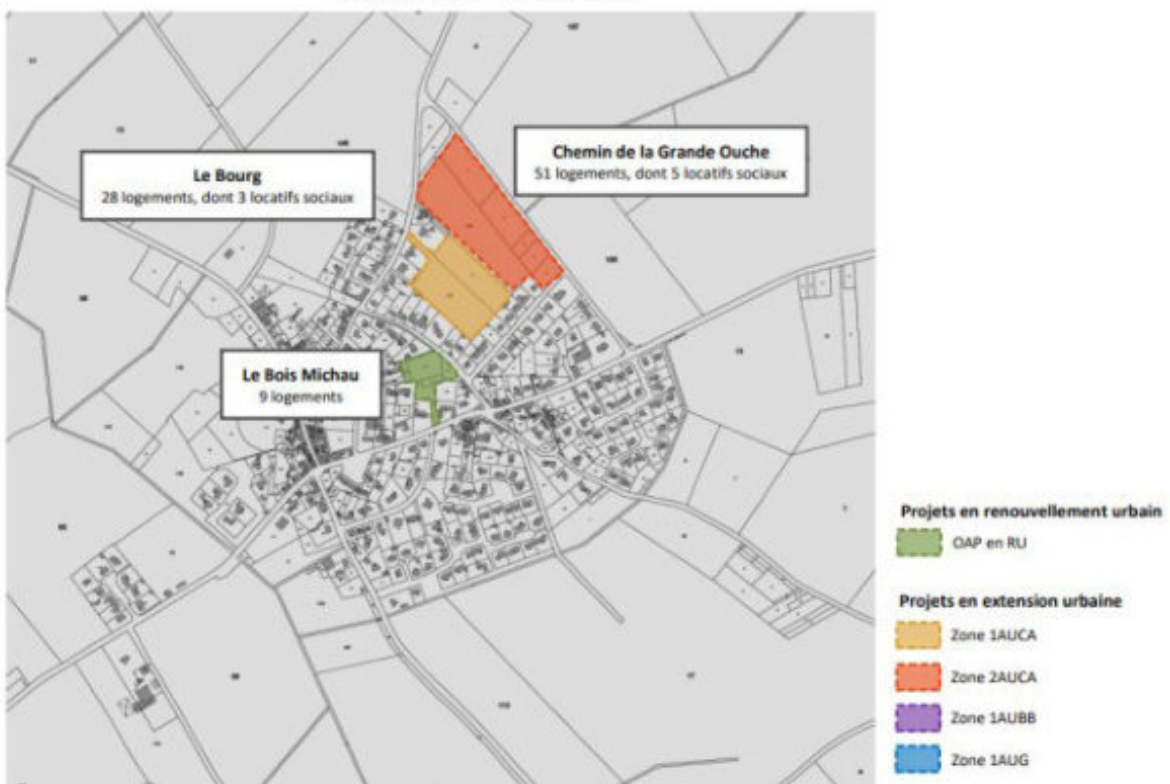 Le Bourg
28 logements, dont 3 locatifs sociaux
Chemin de la Grande Ouche
51 logements, dont 5 locatifs sociaux
Le Bois Michau
9 logements
Projets en renouvellement urbain
OAP en RU
Projets en extension urbaine
Zone 1AUCA
Zone 2AUCA
Zone 1AUBB
Zone 1AUG